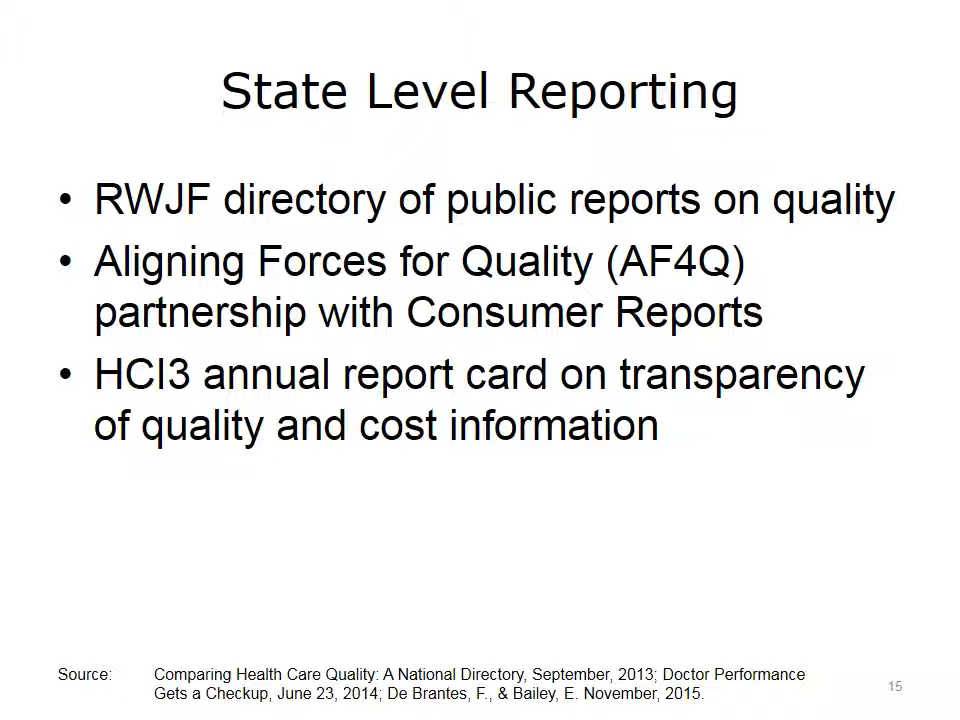 State Level Reporting
• RWJF directory of public reports on quality
• Aligning Forces for Quality (AF4Q)
partnership with Consumer Reports
• HCI3 annual report card on transparency
of quality and cost information
Source: Comparing Health Care Quality: A National Directory, September, 2013; Doctor Performance
Gets a Checkup, June 23, 2014; De Brantes, F., & Bailey, E. November, 2015.
15